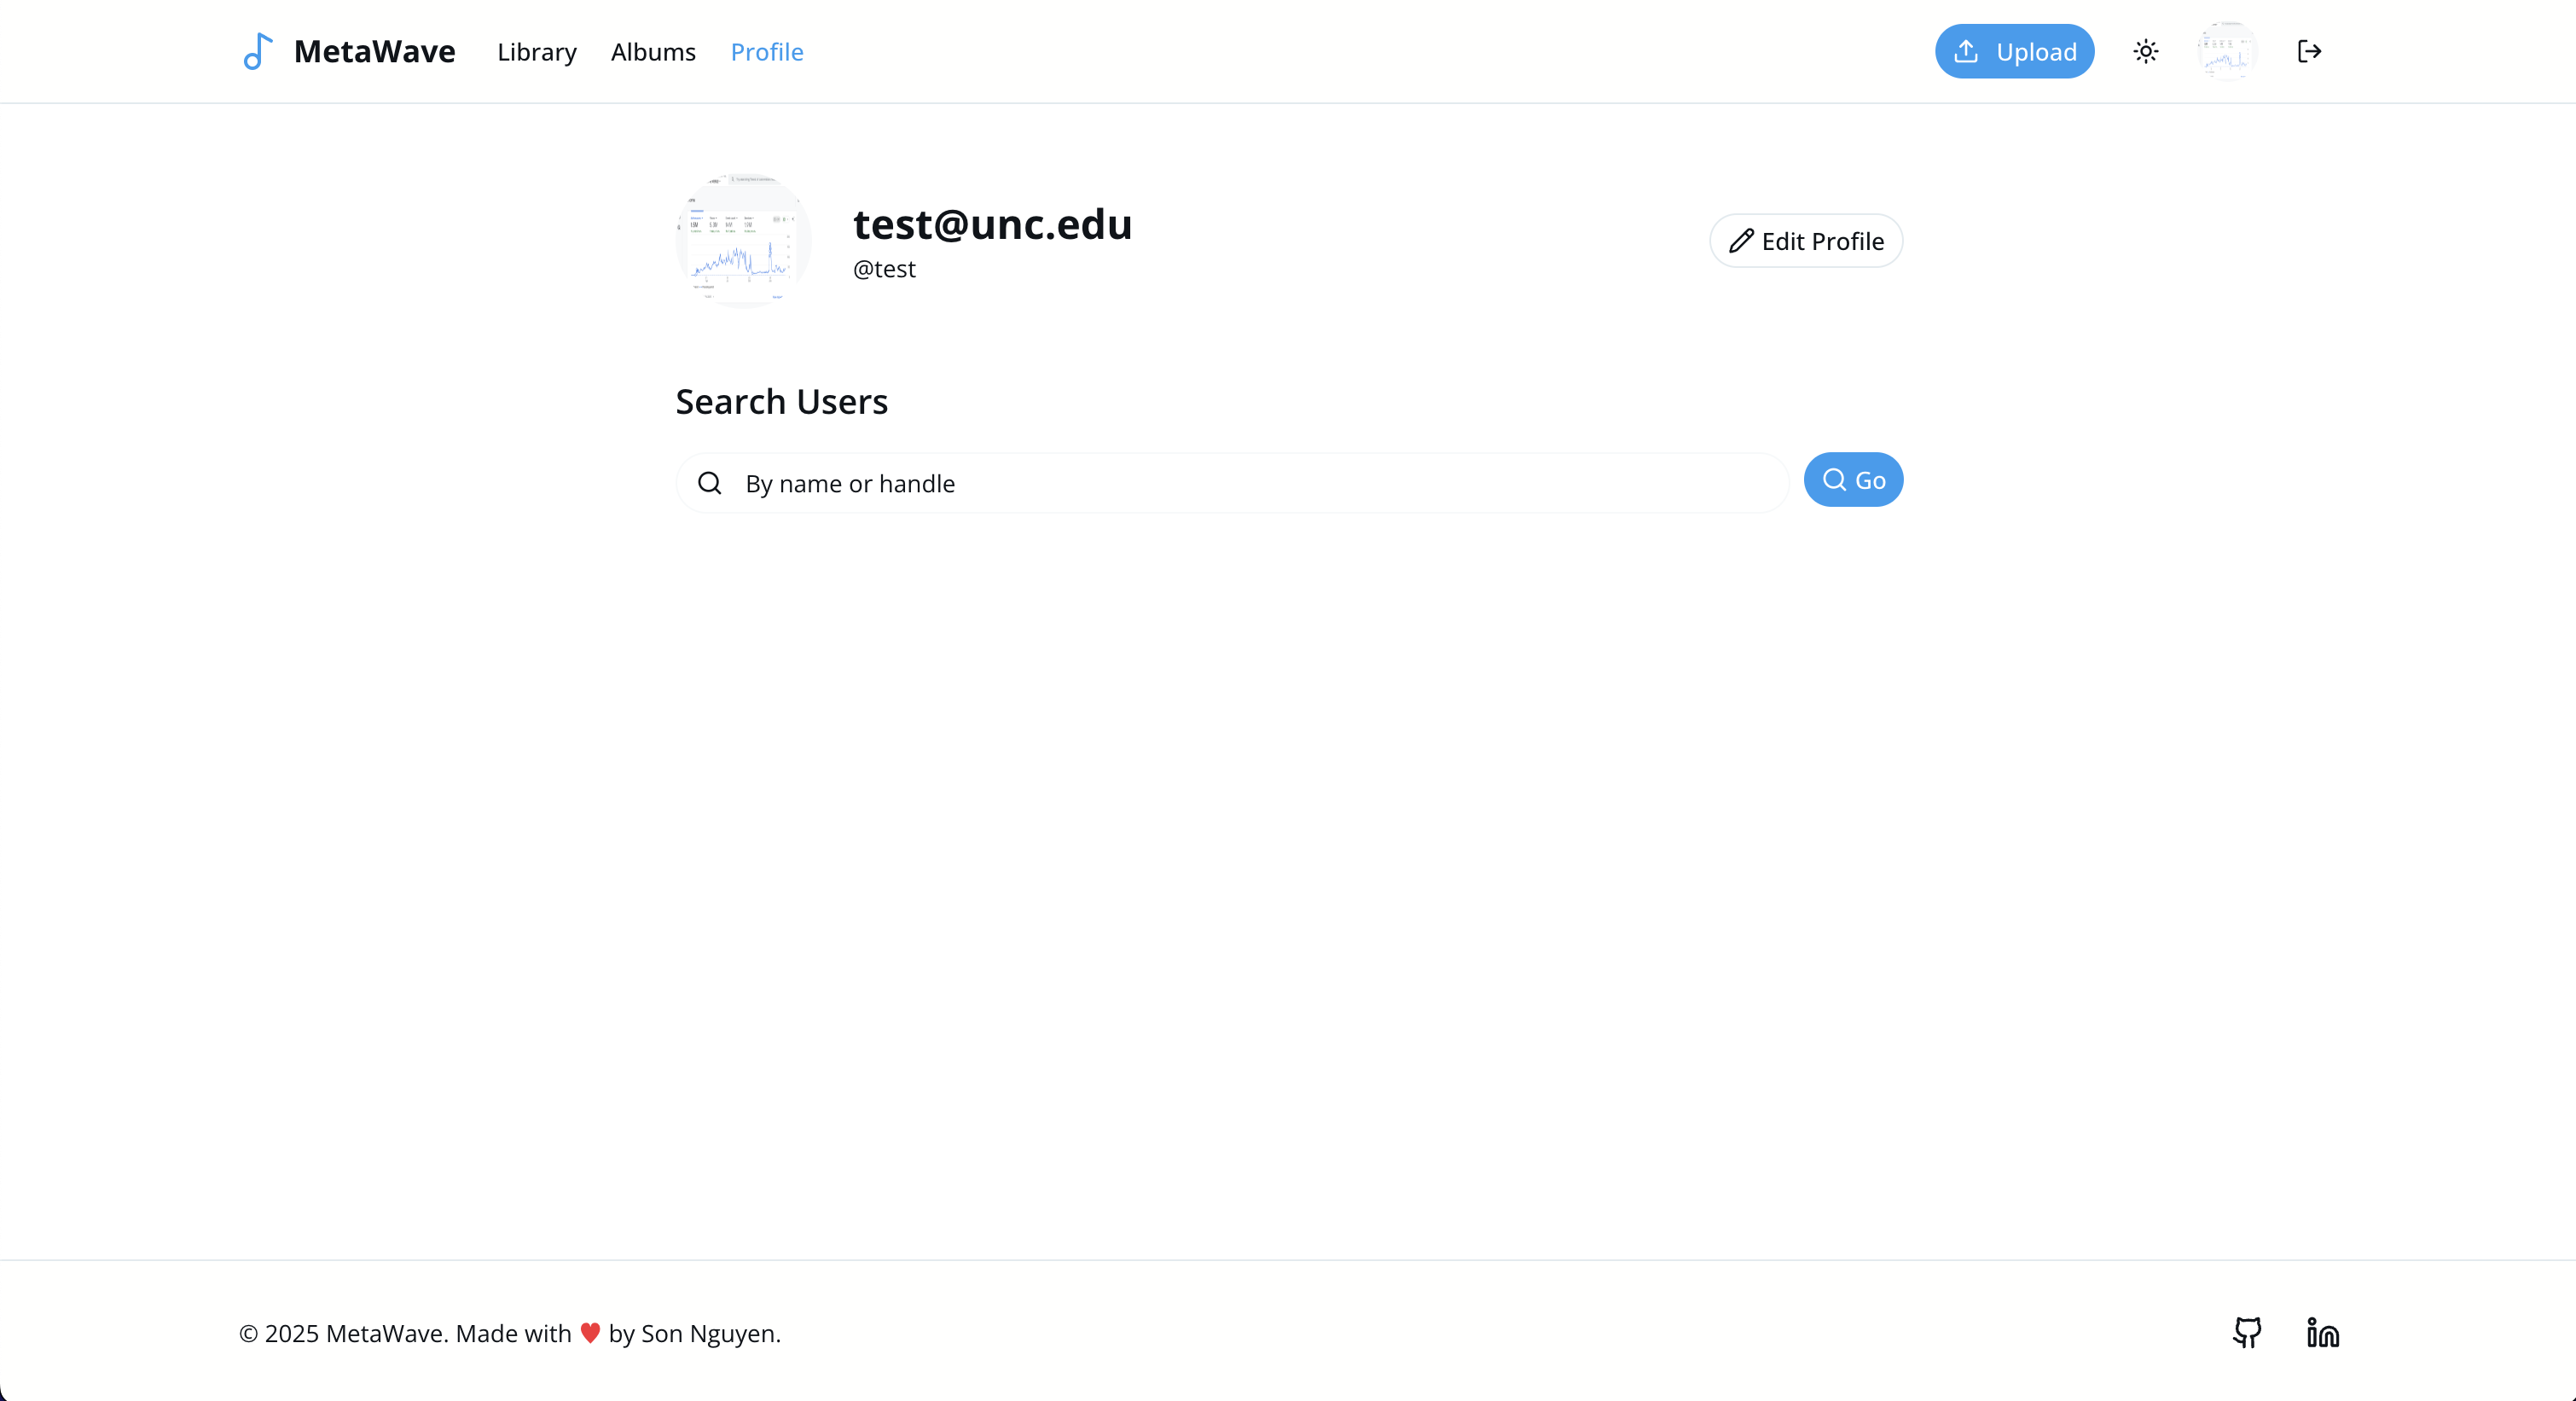 MetaWave Library Albums Profile Upload
test@unc.edu
@test
Edit Profile
Search Users
By name or handle Go
© 2025 MetaWave. Made with ❤️ by Son Nguyen.